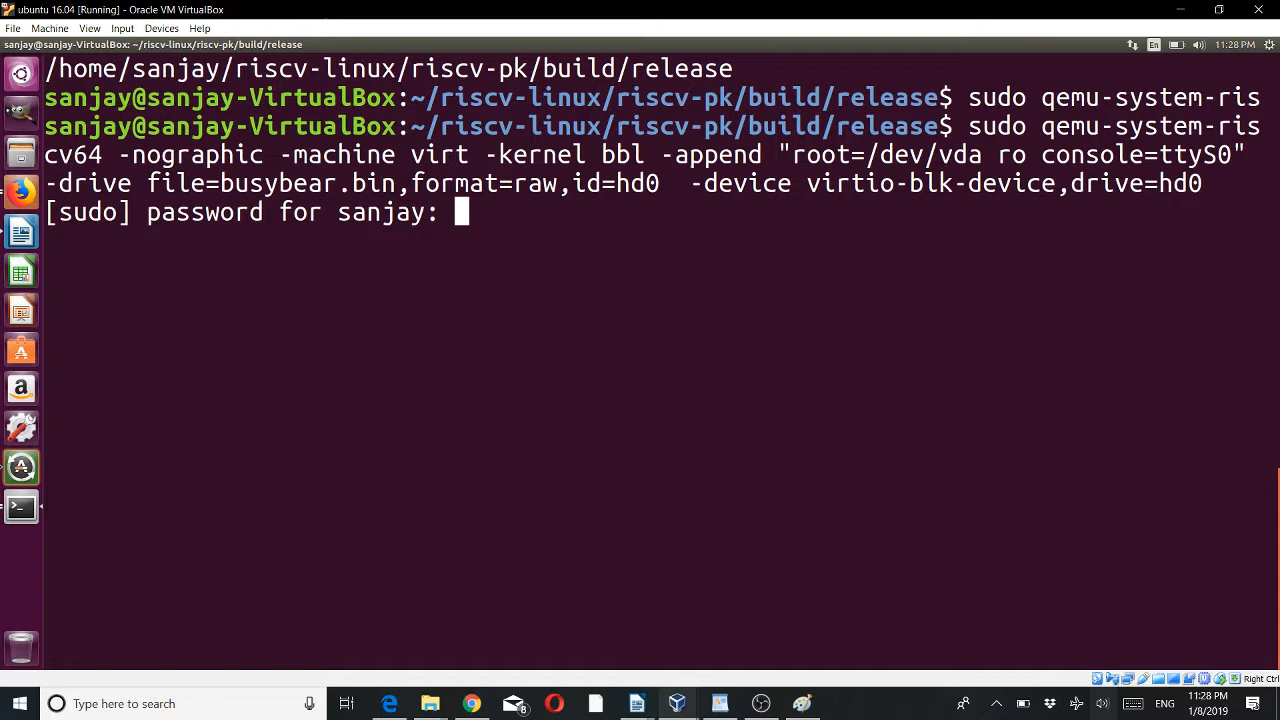 ubuntu 16.04 [Running] - Oracle VM VirtualBox
File Machine View Input Devices Help
sanjay@sanjay-VirtualBox: ~/riscv-linux/riscv-pk/build/release
En 11:28 PM
/home/sanjay/riscv-linux/riscv-pk/build/release
sanjay@sanjay-VirtualBox:~/riscv-linux/riscv-pk/build/release$ sudo qemu-system-ris
sanjay@sanjay-VirtualBox:~/riscv-linux/riscv-pk/build/release$ sudo qemu-system-ris
cv64 -nographic -machine virt -kernel bbl -append "root=/dev/vda ro console=ttyS0"
-drive file=busybear.bin,format=raw,id=hd0  -device virtio-blk-device,drive=hd0
[sudo] password for sanjay:
Right Ctrl
Type here to search
8
ENG
11:28 PM
1/8/2019